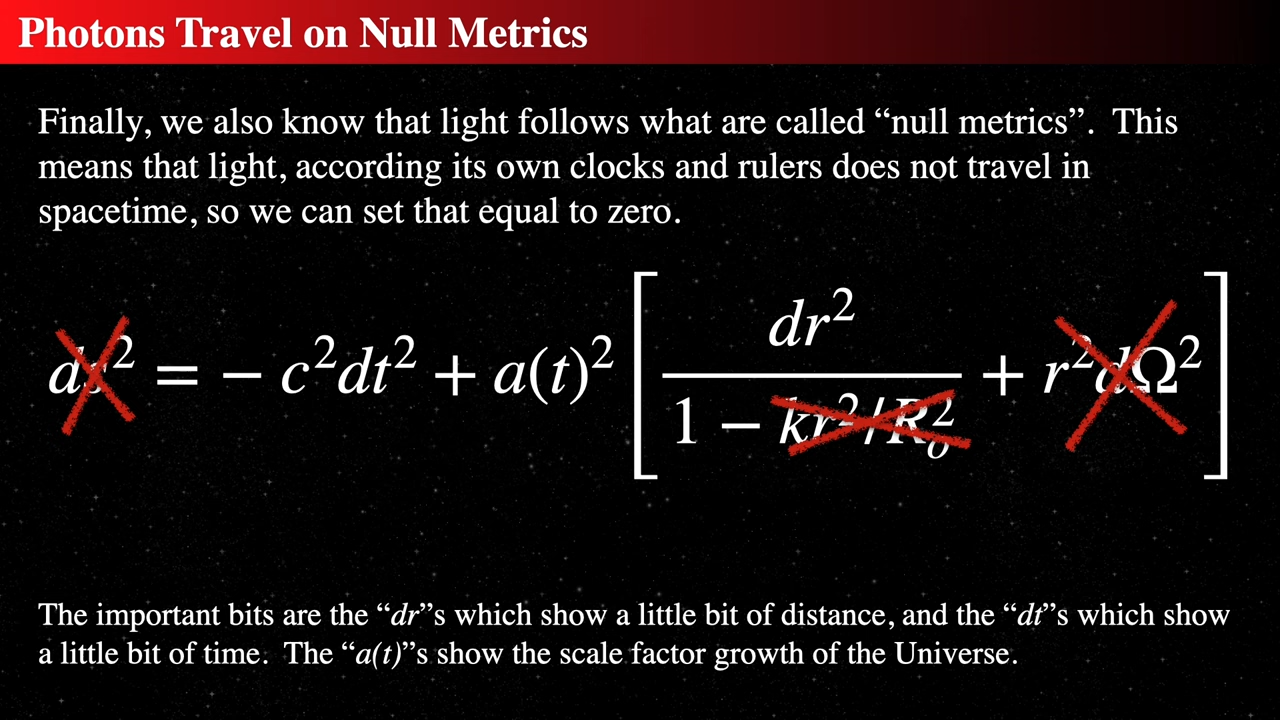 Photons Travel on Null Metrics
Finally, we also know that light follows what are called “null metrics”.  This
means that light, according its own clocks and rulers does not travel in
spacetime, so we can set that equal to zero.
ds² = − c²dt² + a(t)² [ dr² / (1 − kr²/R₀²) + r²dΩ² ]
The important bits are the “dr”s which show a little bit of distance, and the “dt”s which show
a little bit of time.  The “a(t)”s show the scale factor growth of the Universe.